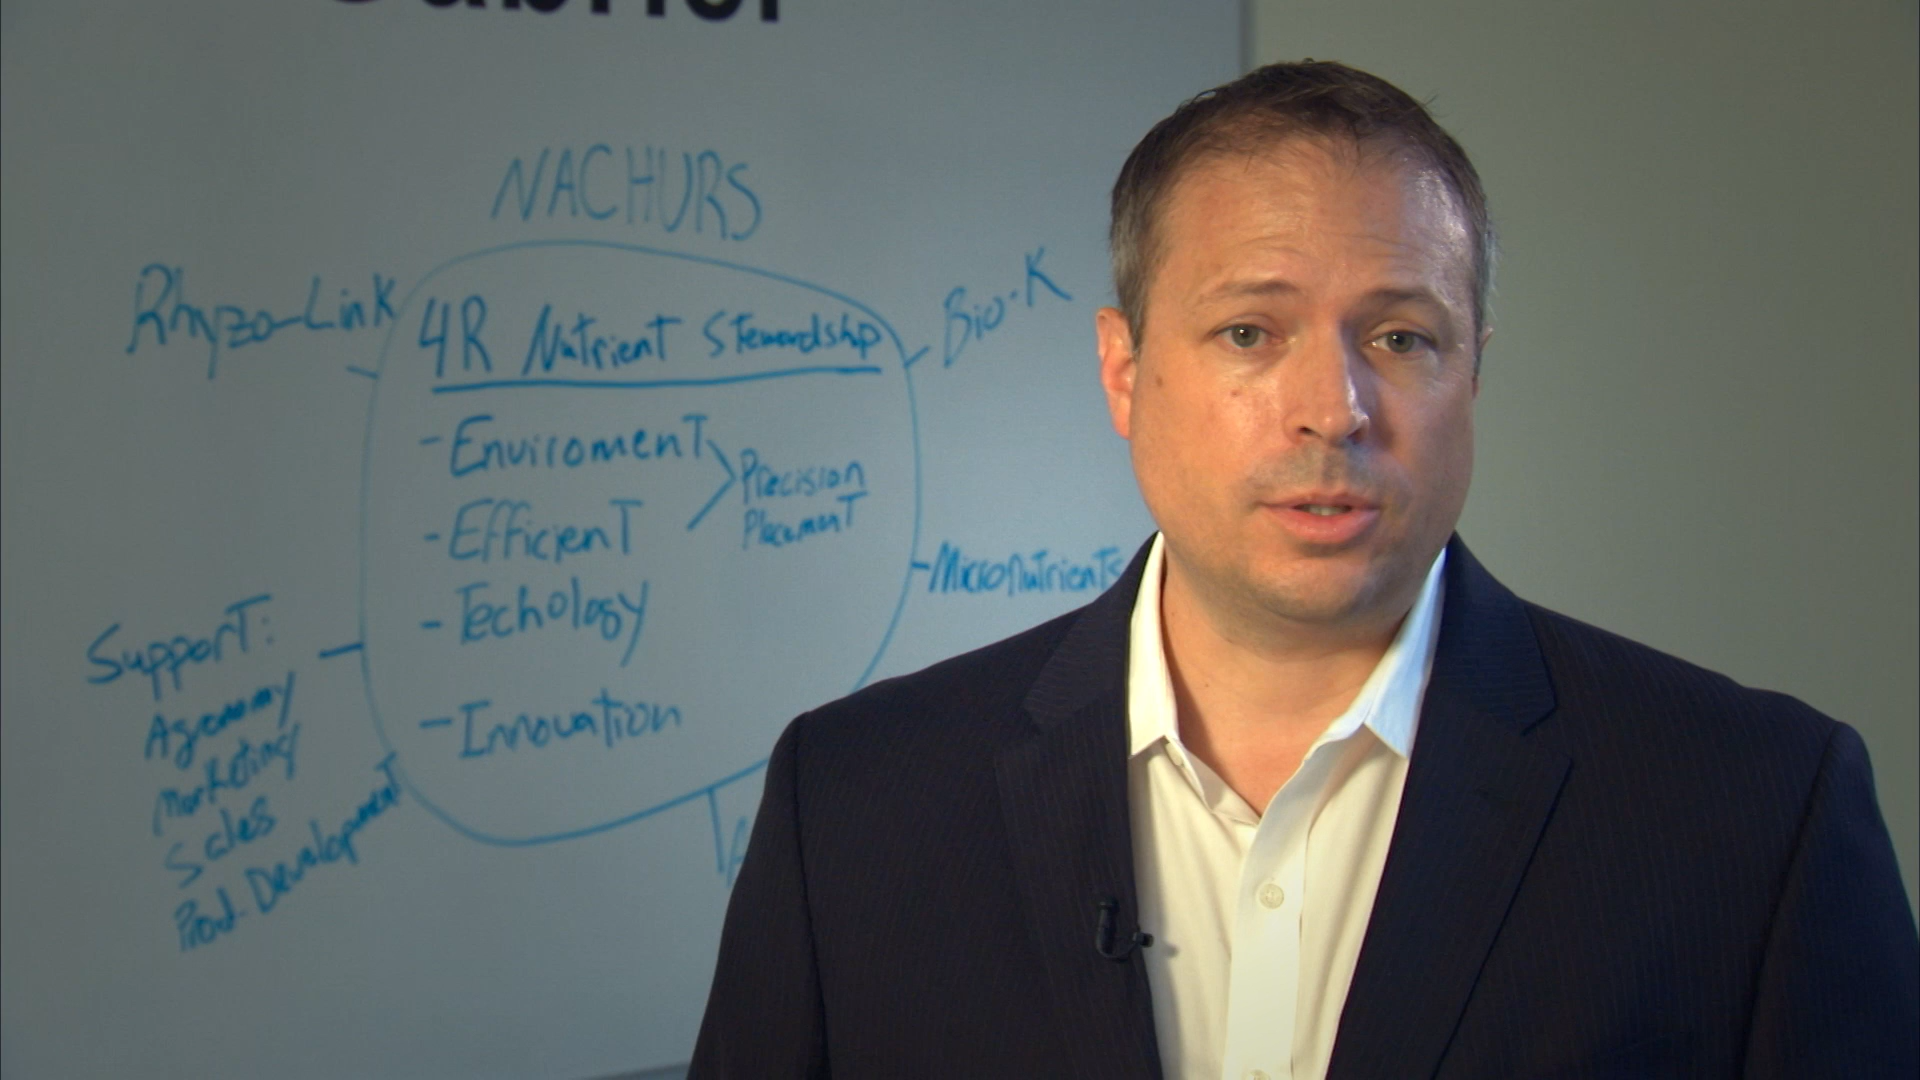 NACHURS
Rhyzo-Link
Bio-K
4R Nutrient Stewardship
- Enviroment
Precision
Placement
- Efficient
- Techology
- Innovation
Micronutrients
Support:
Agronomy
Marketing
Sales
Prod. Development